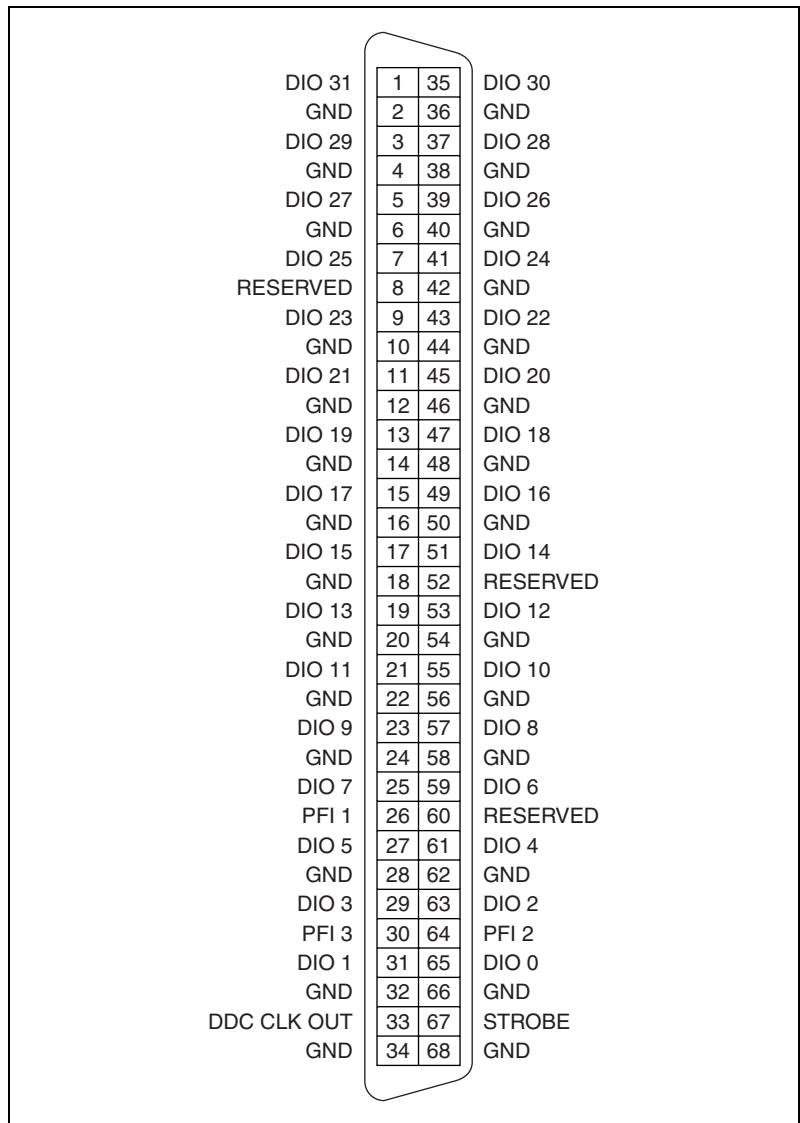 DIO 31 1 35 DIO 30
GND 2 36 GND
DIO 29 3 37 DIO 28
GND 4 38 GND
DIO 27 5 39 DIO 26
GND 6 40 GND
DIO 25 7 41 DIO 24
RESERVED 8 42 GND
DIO 23 9 43 DIO 22
GND 10 44 GND
DIO 21 11 45 DIO 20
GND 12 46 GND
DIO 19 13 47 DIO 18
GND 14 48 GND
DIO 17 15 49 DIO 16
GND 16 50 GND
DIO 15 17 51 DIO 14
GND 18 52 RESERVED
DIO 13 19 53 DIO 12
GND 20 54 GND
DIO 11 21 55 DIO 10
GND 22 56 GND
DIO 9 23 57 DIO 8
GND 24 58 GND
DIO 7 25 59 DIO 6
PFI 1 26 60 RESERVED
DIO 5 27 61 DIO 4
GND 28 62 GND
DIO 3 29 63 DIO 2
PFI 3 30 64 PFI 2
DIO 1 31 65 DIO 0
GND 32 66 GND
DDC CLK OUT 33 67 STROBE
GND 34 68 GND